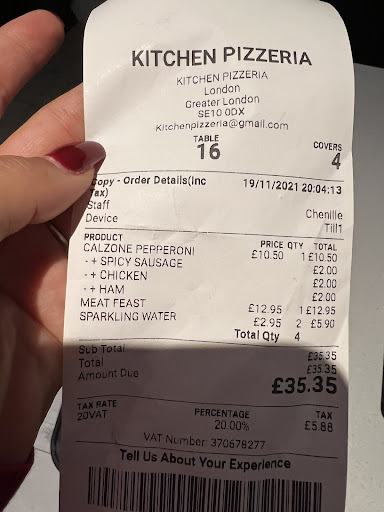 KITCHEN PIZZERIA
KITCHEN PIZZERIA
London
Greater London
SE10 0DX
Kitchenpizzeria@gmail.com
TABLE
16
COVERS
4
Copy - Order Details(Inc Tax) 19/11/2021 20:04:13
Staff Chenille
Device Till1
PRODUCT PRICE QTY TOTAL
CALZONE PEPPERONI £10.50 1 £10.50
- + SPICY SAUSAGE £2.00
- + CHICKEN £2.00
- + HAM £2.00
MEAT FEAST £12.95 1 £12.95
SPARKLING WATER £2.95 2 £5.90
Total Qty 4
Sub Total £35.35
Total £35.35
Amount Due £35.35
TAX RATE PERCENTAGE TAX
20VAT 20.00% £5.88
VAT Number: 370678277
Tell Us About Your Experience